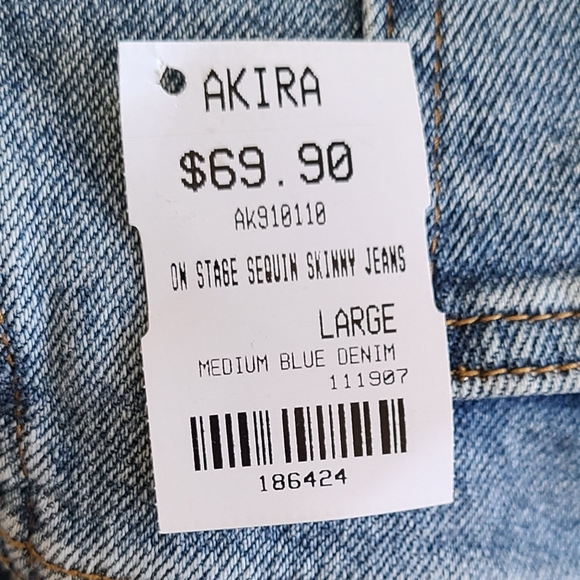 AKIRA
$69.90
AK910110
ON STAGE SEQUIN SKINNY JEANS
LARGE
MEDIUM BLUE DENIM
111907
186424